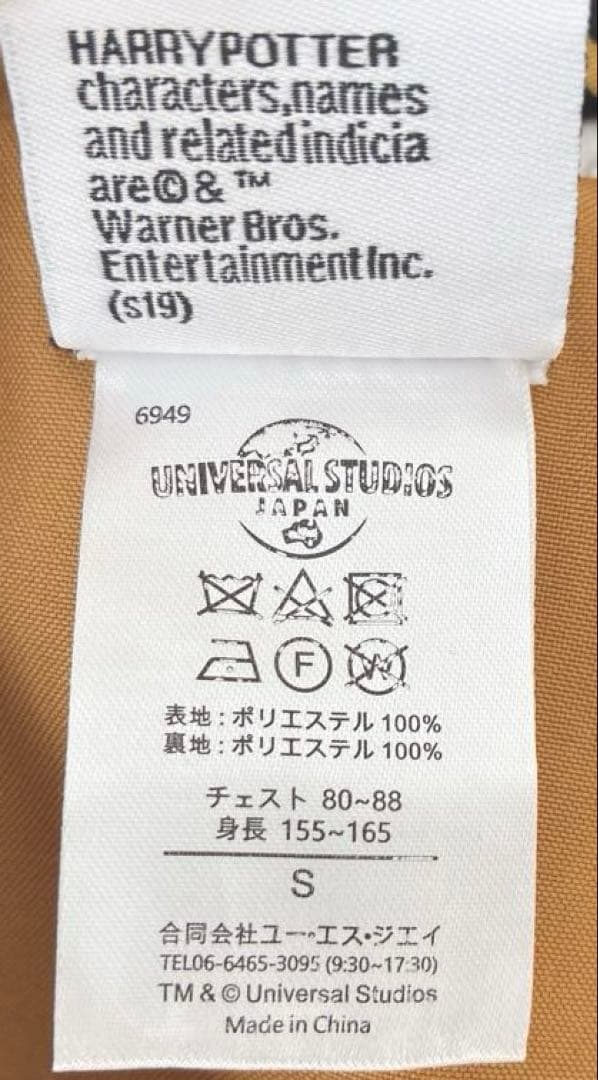 HARRYPOTTER
characters,names
and related indicia
are©&™
Warner Bros.
Entertainment Inc.
(s19)
6949
UNIVERSAL STUDIOS
JAPAN
F
W
表地:ポリエステル 100%
裏地:ポリエステル 100%
チェスト 80~88
身長 155~165
S
合同会社ユー・エス・ジエイ
TEL06-6465-3095 (9:30~17:30)
TM & © Universal Studios
Made in China